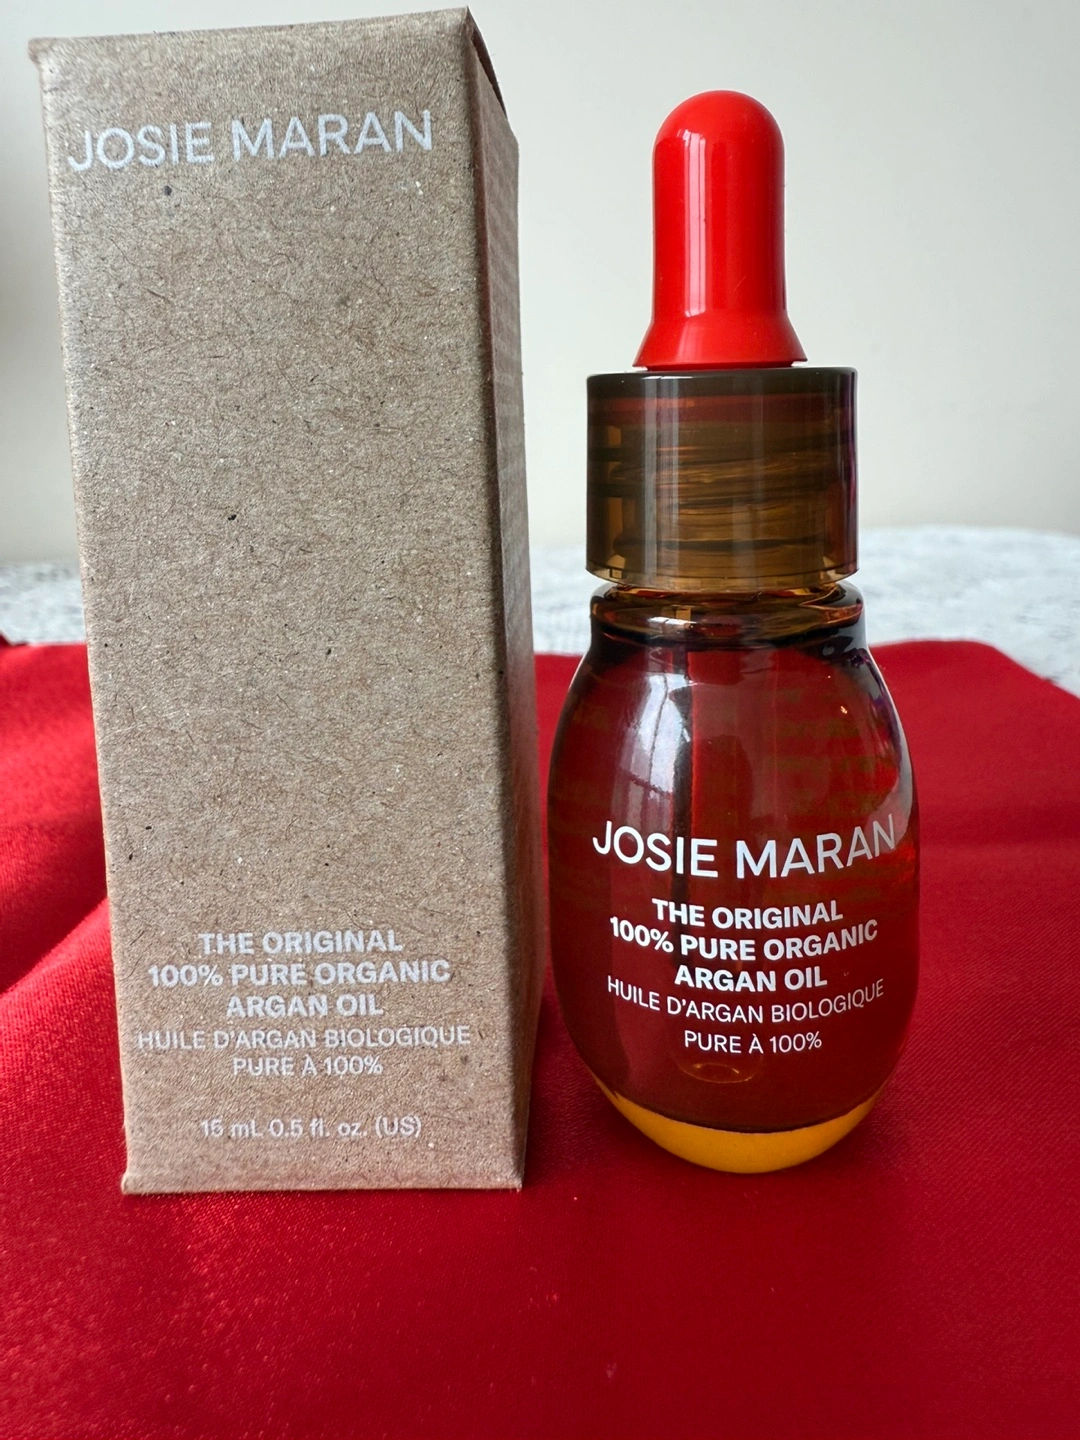 JOSIE MARAN
THE ORIGINAL
100% PURE ORGANIC
ARGAN OIL
HUILE D'ARGAN BIOLOGIQUE
PURE À 100%
15 mL 0.5 fl. oz. (US)
JOSIE MARAN
THE ORIGINAL
100% PURE ORGANIC
ARGAN OIL
HUILE D'ARGAN BIOLOGIQUE
PURE À 100%